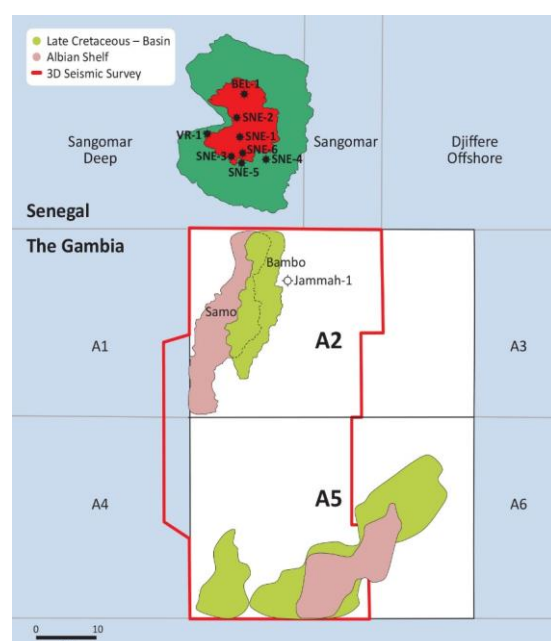 Late Cretaceous – Basin
Albian Shelf
3D Seismic Survey
BEL-1
SNE-2
VR-1
SNE-1
SNE-6
SNE-3
SNE-4
SNE-5
Sangomar
Deep
Sangomar
Djiffere
Offshore
Senegal
The Gambia
Bambo
Jammah-1
Samo
A1
A2
A3
A4
A5
A6
0
10